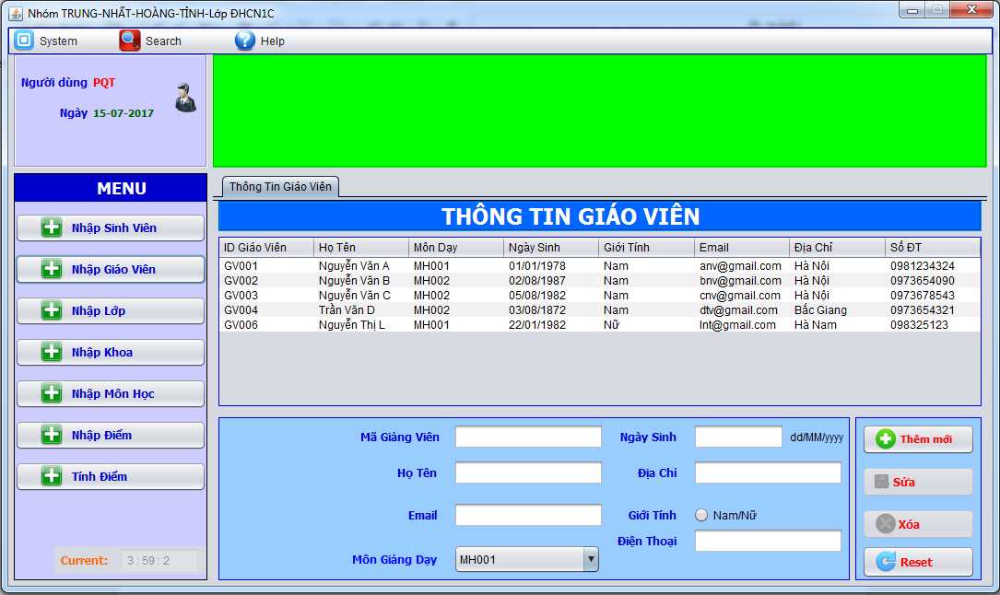 Nhóm TRUNG-NHẤT-HOÀNG-TỈNH-Lớp ĐHCN1C
System Search Help
Người dùng PQT
Ngày 15-07-2017
MENU
Nhập Sinh Viên
Nhập Giáo Viên
Nhập Lớp
Nhập Khoa
Nhập Môn Học
Nhập Điểm
Tính Điểm
Current: 3 : 59 : 2
Thông Tin Giáo Viên
THÔNG TIN GIÁO VIÊN
ID Giáo Viên Họ Tên Môn Dạy Ngày Sinh Giới Tính Email Địa Chỉ Số ĐT
GV001 Nguyễn Văn A MH001 01/01/1978 Nam anv@gmail.com Hà Nôi 0981234324
GV002 Nguyễn Văn B MH002 02/08/1987 Nam bnv@gmail.com Hà Nội 0973654090
GV003 Nguyễn Văn C MH002 05/08/1982 Nam cnv@gmail.com Hà Nội 0973678543
GV004 Trần Văn D MH002 03/08/1872 Nam dtv@gmail.com Bắc Giang 0973654321
GV006 Nguyễn Thị L MH001 22/01/1982 Nữ lnt@gmail.com Hà Nam 098325123
Mã Giảng Viên Ngày Sinh dd/MM/yyyy
Họ Tên Địa Chỉ
Email Giới Tính Nam/Nữ
Điện Thoại
Môn Giảng Dạy MH001
Thêm mới
Sửa
Xóa
Reset